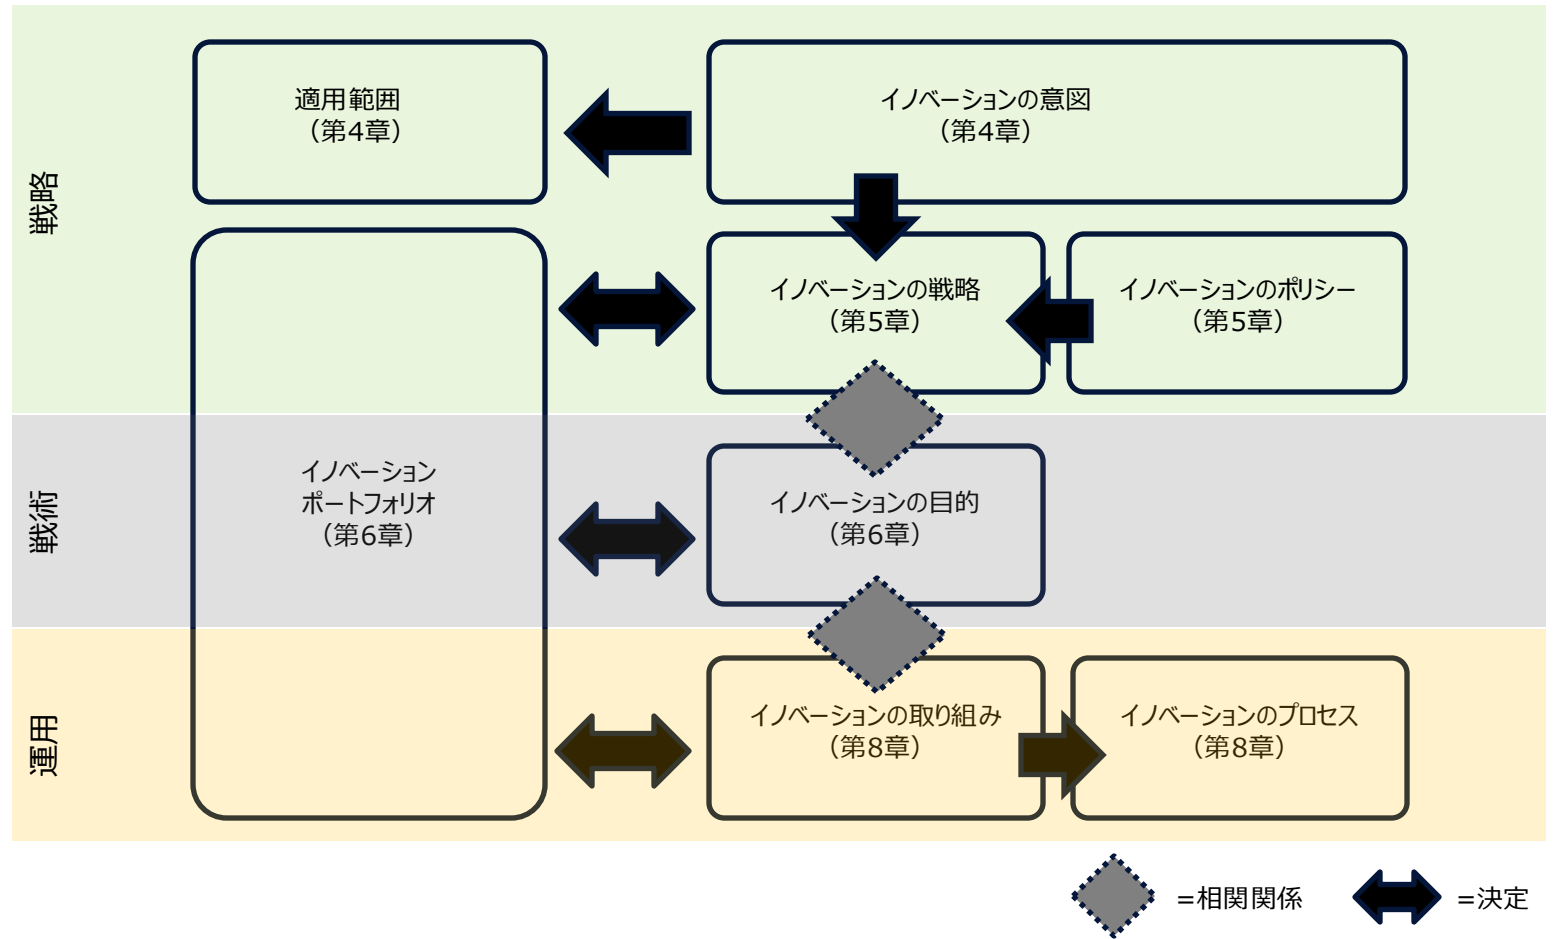 戦略
適用範囲
（第4章）
イノベーションの意図
（第4章）
イノベーションの戦略
（第5章）
イノベーションのポリシー
（第5章）
戦術
イノベーション
ポートフォリオ
（第6章）
イノベーションの目的
（第6章）
運用
イノベーションの取り組み
（第8章）
イノベーションのプロセス
（第8章）
=相関関係
=決定